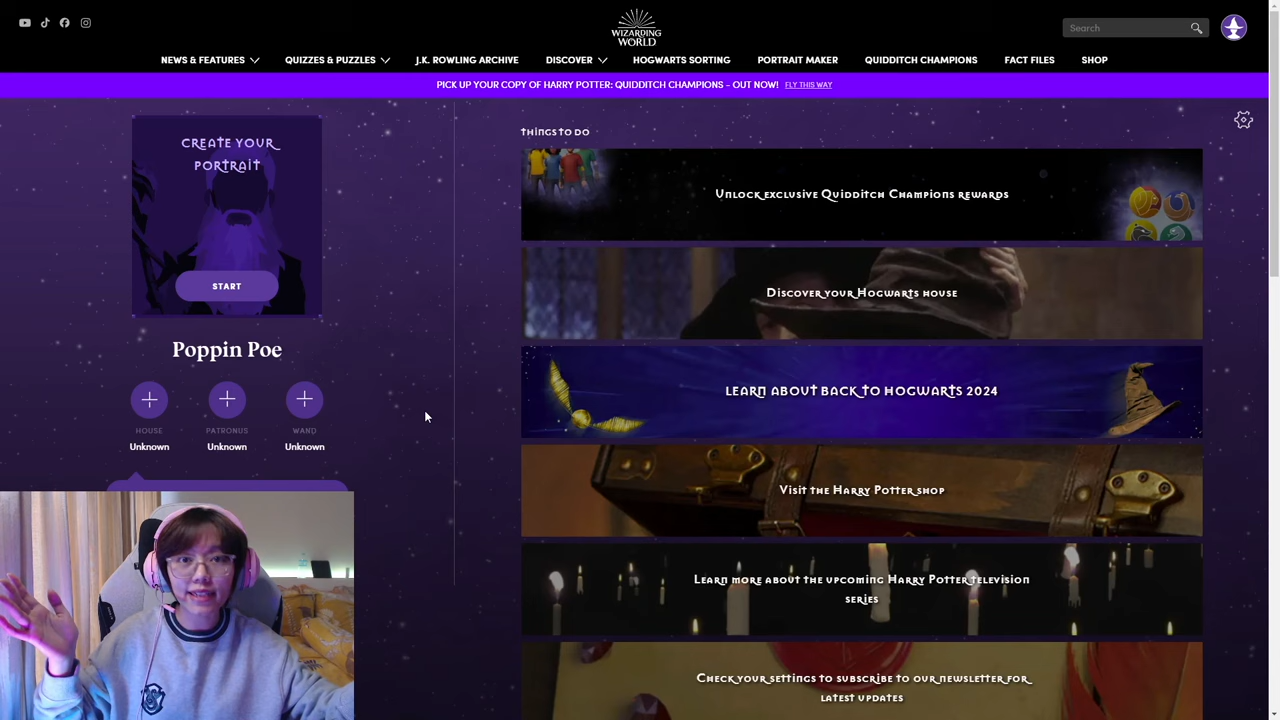 WIZARDING
WORLD
Search
NEWS & FEATURES
QUIZZES & PUZZLES
J.K. ROWLING ARCHIVE
DISCOVER
HOGWARTS SORTING
PORTRAIT MAKER
QUIDDITCH CHAMPIONS
FACT FILES
SHOP
PICK UP YOUR COPY OF HARRY POTTER: QUIDDITCH CHAMPIONS – OUT NOW! FLY THIS WAY
CREATE YOUR
PORTRAIT
START
Poppin Poe
HOUSE
Unknown
PATRONUS
Unknown
WAND
Unknown
THINGS TO DO
Unlock exclusive Quidditch Champions rewards
Discover your Hogwarts house
LEARN ABOUT BACK TO HOGWARTS 2024
Visit the Harry Potter shop
Learn more about the upcoming Harry Potter television
series
Check your settings to subscribe to our newsletter for
latest updates